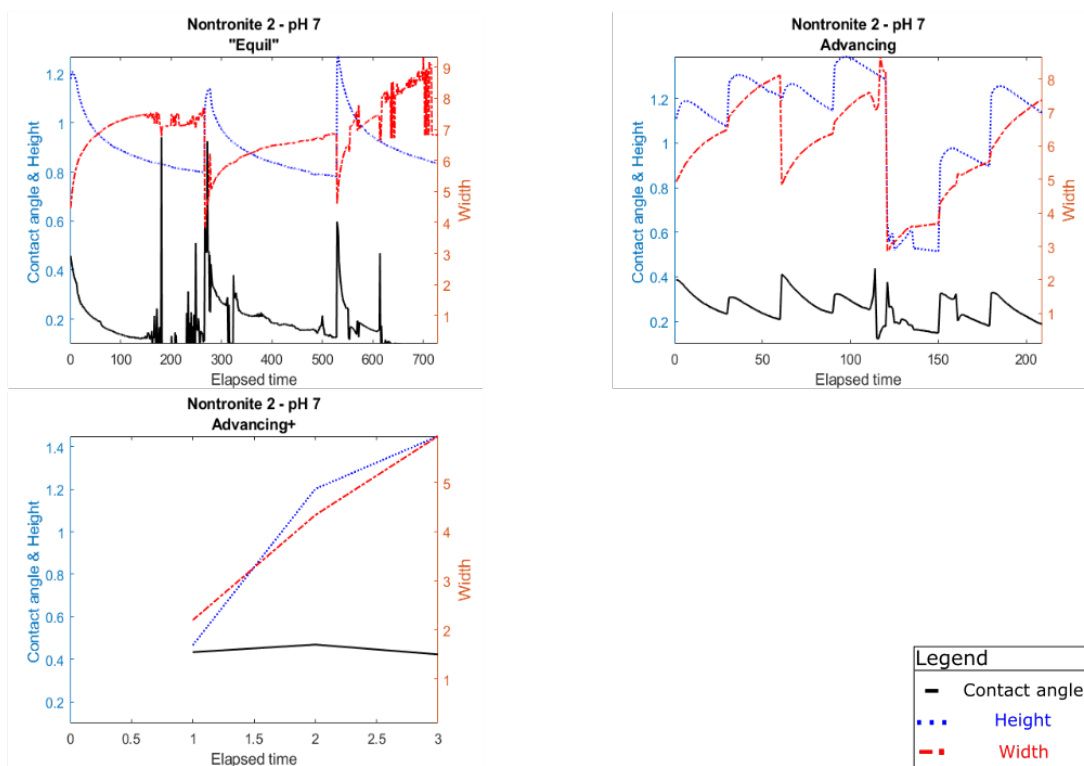 Nontronite 2 - pH 7
"Equil"
1.2
1
0.8
0.6
0.4
0.2
Contact angle & Height
9
8
7
6
5
4
3
2
1
Width
0 100 200 300 400 500 600 700
Elapsed time
Nontronite 2 - pH 7
Advancing
1.2
1
0.8
0.6
0.4
0.2
Contact angle & Height
8
7
6
5
4
3
2
1
Width
0 50 100 150 200
Elapsed time
Nontronite 2 - pH 7
Advancing+
1.4
1.2
1
0.8
0.6
0.4
0.2
Contact angle & Height
5
4
3
2
1
Width
0 0.5 1 1.5 2 2.5 3
Elapsed time
Legend
Contact angle
Height
Width